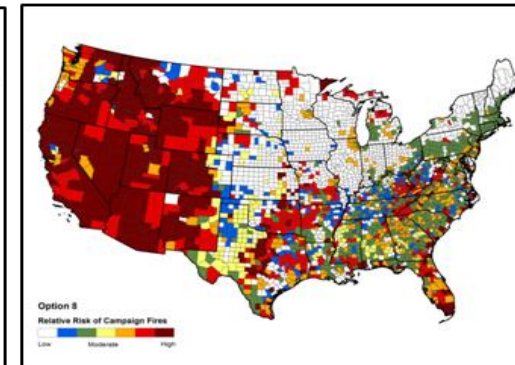 Option 8
Relative Risk of Campaign Fires
Low Moderate High